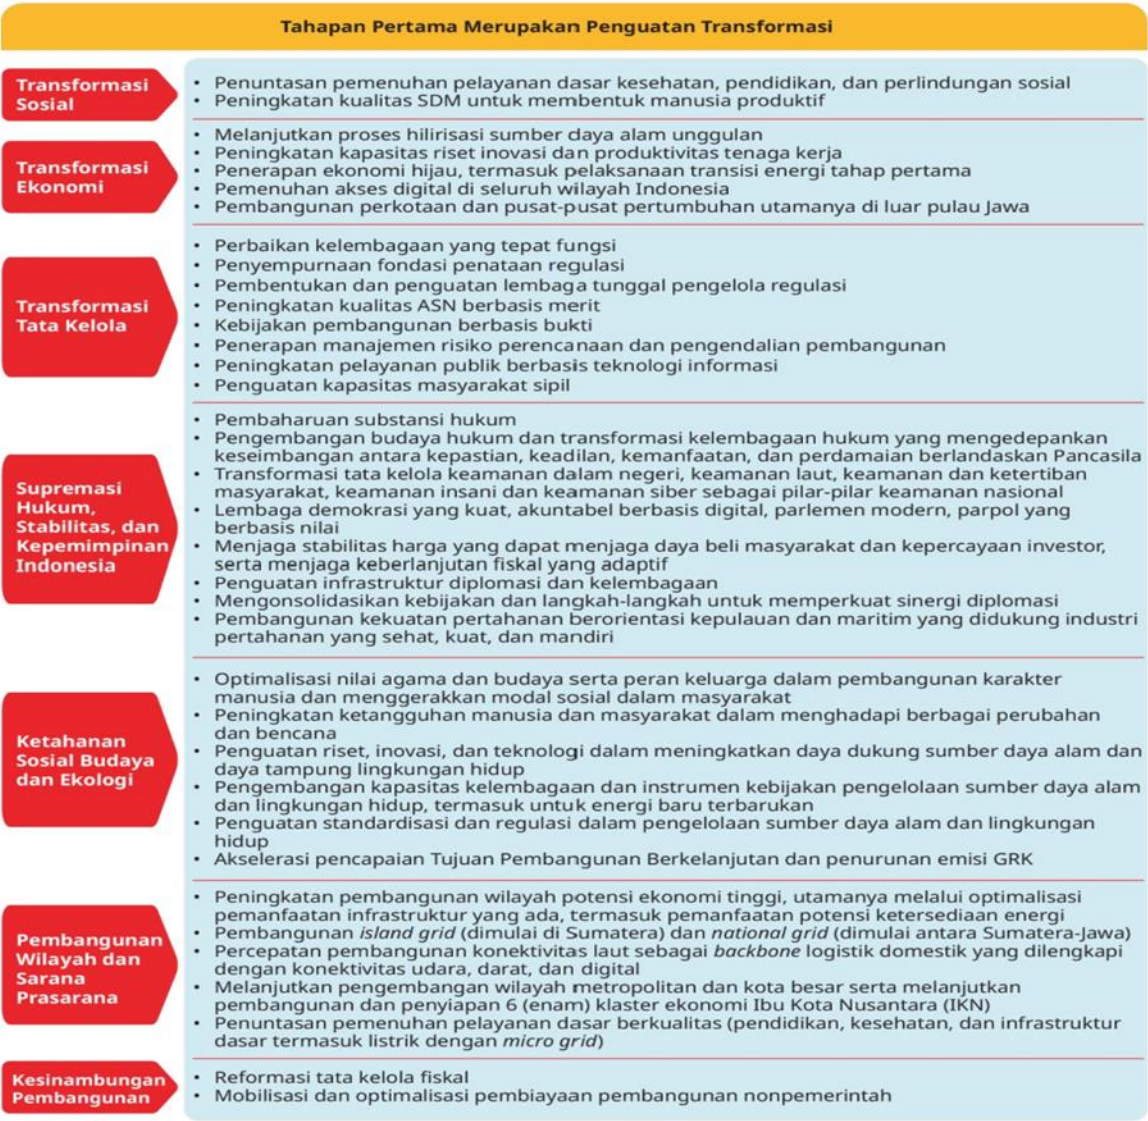 Tahapan Pertama Merupakan Penguatan Transformasi
Transformasi
Sosial
• Penuntasan pemenuhan pelayanan dasar kesehatan, pendidikan, dan perlindungan sosial
• Peningkatan kualitas SDM untuk membentuk manusia produktif
Transformasi
Ekonomi
• Melanjutkan proses hilirisasi sumber daya alam unggulan
• Peningkatan kapasitas riset inovasi dan produktivitas tenaga kerja
• Penerapan ekonomi hijau, termasuk pelaksanaan transisi energi tahap pertama
• Pemenuhan akses digital di seluruh wilayah Indonesia
• Pembangunan perkotaan dan pusat-pusat pertumbuhan utamanya di luar pulau Jawa
Transformasi
Tata Kelola
• Perbaikan kelembagaan yang tepat fungsi
• Penyempurnaan fondasi penataan regulasi
• Pembentukan dan penguatan lembaga tunggal pengelola regulasi
• Peningkatan kualitas ASN berbasis merit
• Kebijakan pembangunan berbasis bukti
• Penerapan manajemen risiko perencanaan dan pengendalian pembangunan
• Peningkatan pelayanan publik berbasis teknologi informasi
• Penguatan kapasitas masyarakat sipil
Supremasi
Hukum,
Stabilitas, dan
Kepemimpinan
Indonesia
• Pembaharuan substansi hukum
• Pengembangan budaya hukum dan transformasi kelembagaan hukum yang mengedepankan
keseimbangan antara kepastian, keadilan, kemanfaatan, dan perdamaian berlandaskan Pancasila
• Transformasi tata kelola keamanan dalam negeri, keamanan laut, keamanan dan ketertiban
masyarakat, keamanan insani dan keamanan siber sebagai pilar-pilar keamanan nasional
• Lembaga demokrasi yang kuat, akuntabel berbasis digital, parlemen modern, parpol yang
berbasis nilai
• Menjaga stabilitas harga yang dapat menjaga daya beli masyarakat dan kepercayaan investor,
serta menjaga keberlanjutan fiskal yang adaptif
• Penguatan infrastruktur diplomasi dan kelembagaan
• Mengonsolidasikan kebijakan dan langkah-langkah untuk memperkuat sinergi diplomasi
• Pembangunan kekuatan pertahanan berorientasi kepulauan dan maritim yang didukung industri
pertahanan yang sehat, kuat, dan mandiri
Ketahanan
Sosial Budaya
dan Ekologi
• Optimalisasi nilai agama dan budaya serta peran keluarga dalam pembangunan karakter
manusia dan menggerakkan modal sosial dalam masyarakat
• Peningkatan ketangguhan manusia dan masyarakat dalam menghadapi berbagai perubahan
dan bencana
• Penguatan riset, inovasi, dan teknologi dalam meningkatkan daya dukung sumber daya alam dan
daya tampung lingkungan hidup
• Pengembangan kapasitas kelembagaan dan instrumen kebijakan pengelolaan sumber daya alam
dan lingkungan hidup, termasuk untuk energi baru terbarukan
• Penguatan standardisasi dan regulasi dalam pengelolaan sumber daya alam dan lingkungan
hidup
• Akselerasi pencapaian Tujuan Pembangunan Berkelanjutan dan penurunan emisi GRK
Pembangunan
Wilayah dan
Sarana
Prasarana
• Peningkatan pembangunan wilayah potensi ekonomi tinggi, utamanya melalui optimalisasi
pemanfaatan infrastruktur yang ada, termasuk pemanfaatan potensi ketersediaan energi
• Pembangunan island grid (dimulai di Sumatera) dan national grid (dimulai antara Sumatera-Jawa)
• Percepatan pembangunan konektivitas laut sebagai backbone logistik domestik yang dilengkapi
dengan konektivitas udara, darat, dan digital
• Melanjutkan pengembangan wilayah metropolitan dan kota besar serta melanjutkan
pembangunan dan penyiapan 6 (enam) klaster ekonomi Ibu Kota Nusantara (IKN)
• Penuntasan pemenuhan pelayanan dasar berkualitas (pendidikan, kesehatan, dan infrastruktur
dasar termasuk listrik dengan micro grid)
Kesinambungan
Pembangunan
• Reformasi tata kelola fiskal
• Mobilisasi dan optimalisasi pembiayaan pembangunan nonpemerintah